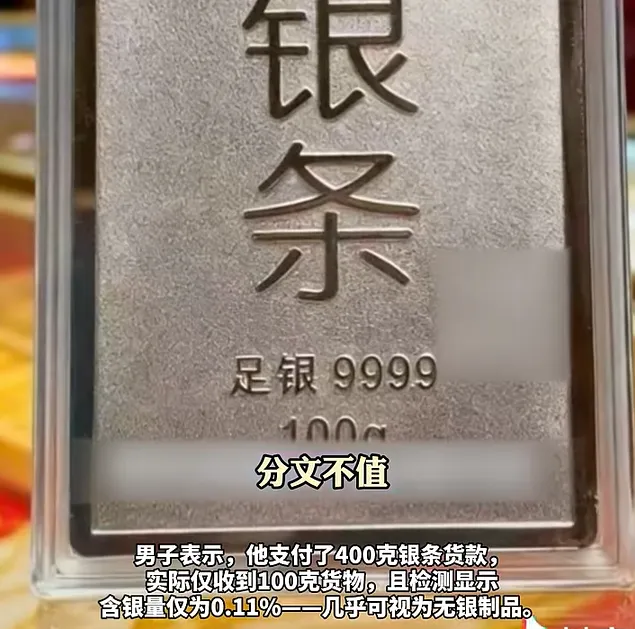 银
条
足银 9999
100g
分文不值
男子表示，他支付了400克银条货款，
实际仅收到100克货物，且检测显示
含银量仅为0.11%——几乎可视为无银制品。